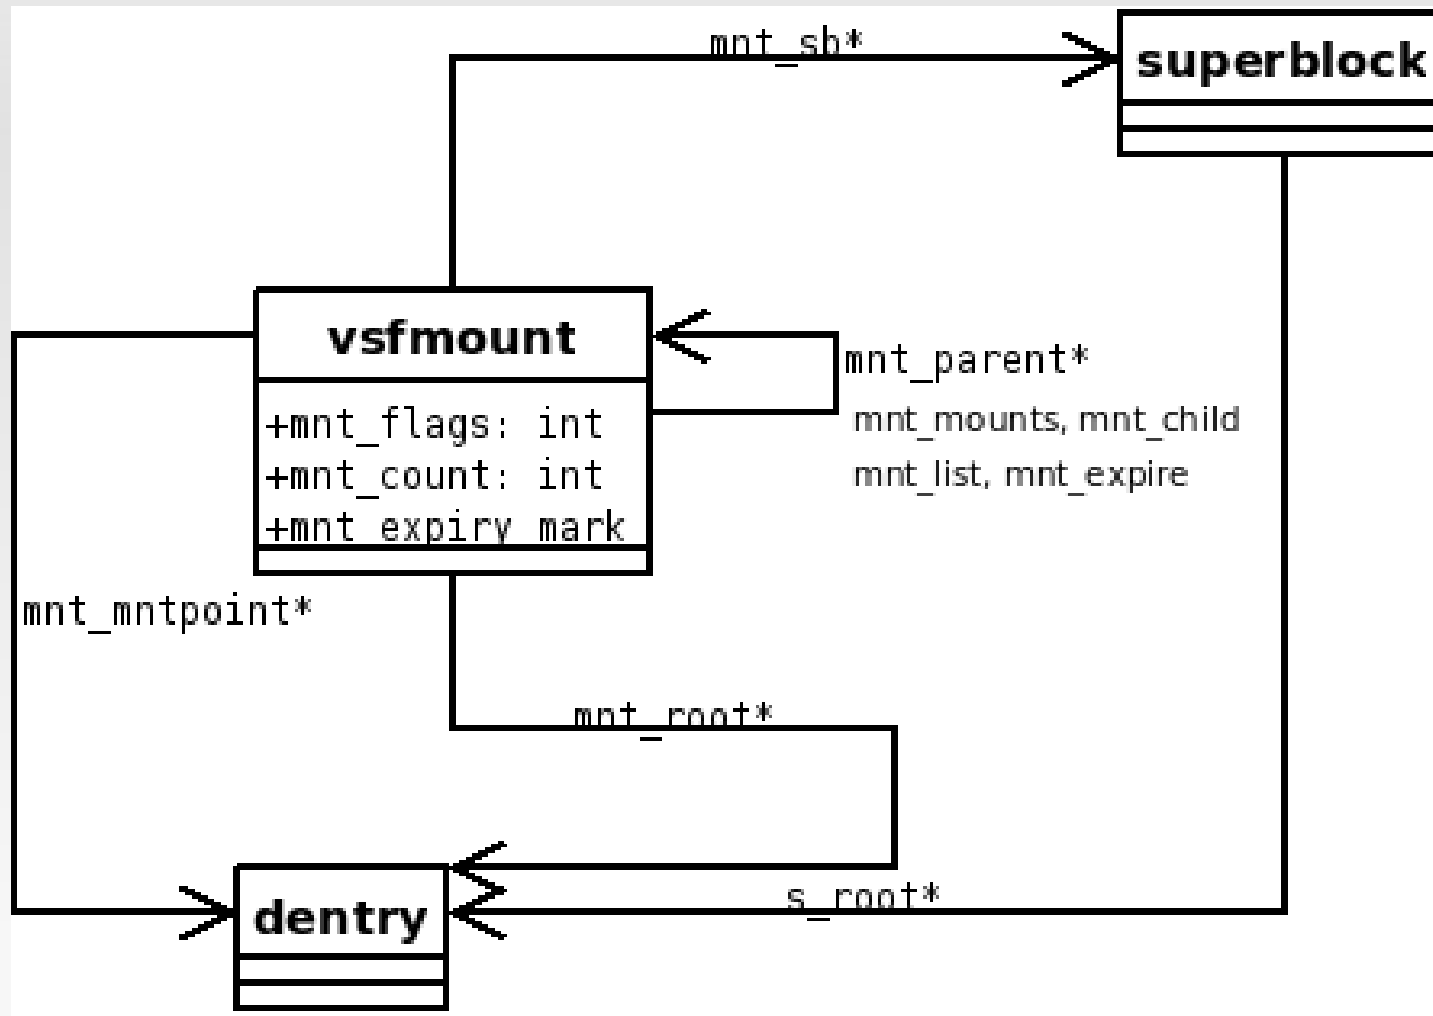 mnt_sb*
superblock
vsfmount
+mnt_flags: int
+mnt_count: int
+mnt_expiry_mark
mnt_parent*
mnt_mounts, mnt_child
mnt_list, mnt_expire
mnt_mntpoint*
mnt_root*
s_root*
dentry